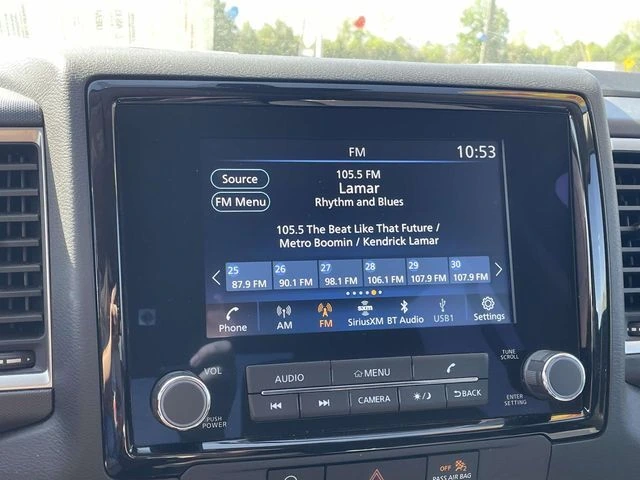 FM
10:53
Source
FM Menu
105.5 FM
Lamar
Rhythm and Blues
105.5 The Beat Like That Future /
Metro Boomin / Kendrick Lamar
25 26 27 28 29 30
87.9 FM 90.1 FM 98.1 FM 106.1 FM 107.9 FM 107.9 FM
Phone AM FM sxm SiriusXM BT Audio USB1 Settings
VOL
PUSH
POWER
AUDIO MENU
CAMERA BACK
TUNE
SCROLL
ENTER
SETTING
OFF 2
PASS AIR BAG